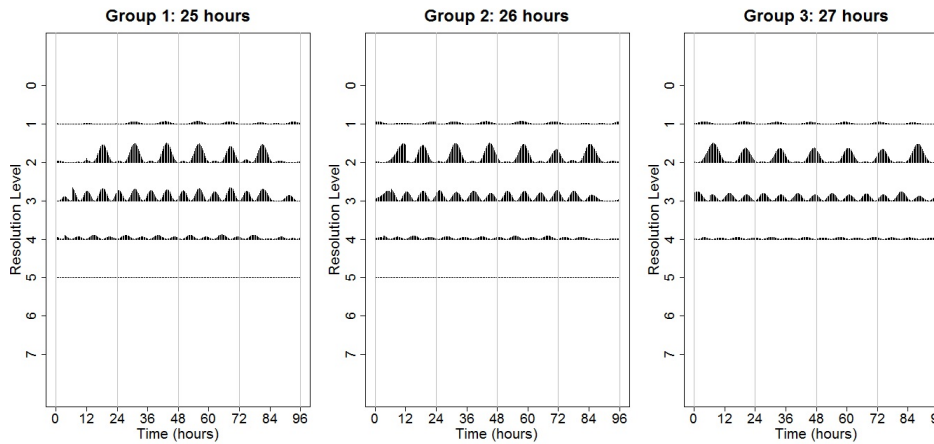 Group 1: 25 hours
Group 2: 26 hours
Group 3: 27 hours
Resolution Level
0
1
2
3
4
5
6
7
0 12 24 36 48 60 72 84 96
Time (hours)
Resolution Level
0
1
2
3
4
5
6
7
0 12 24 36 48 60 72 84 96
Time (hours)
Resolution Level
0
1
2
3
4
5
6
7
0 12 24 36 48 60 72 84 9
Time (hours)